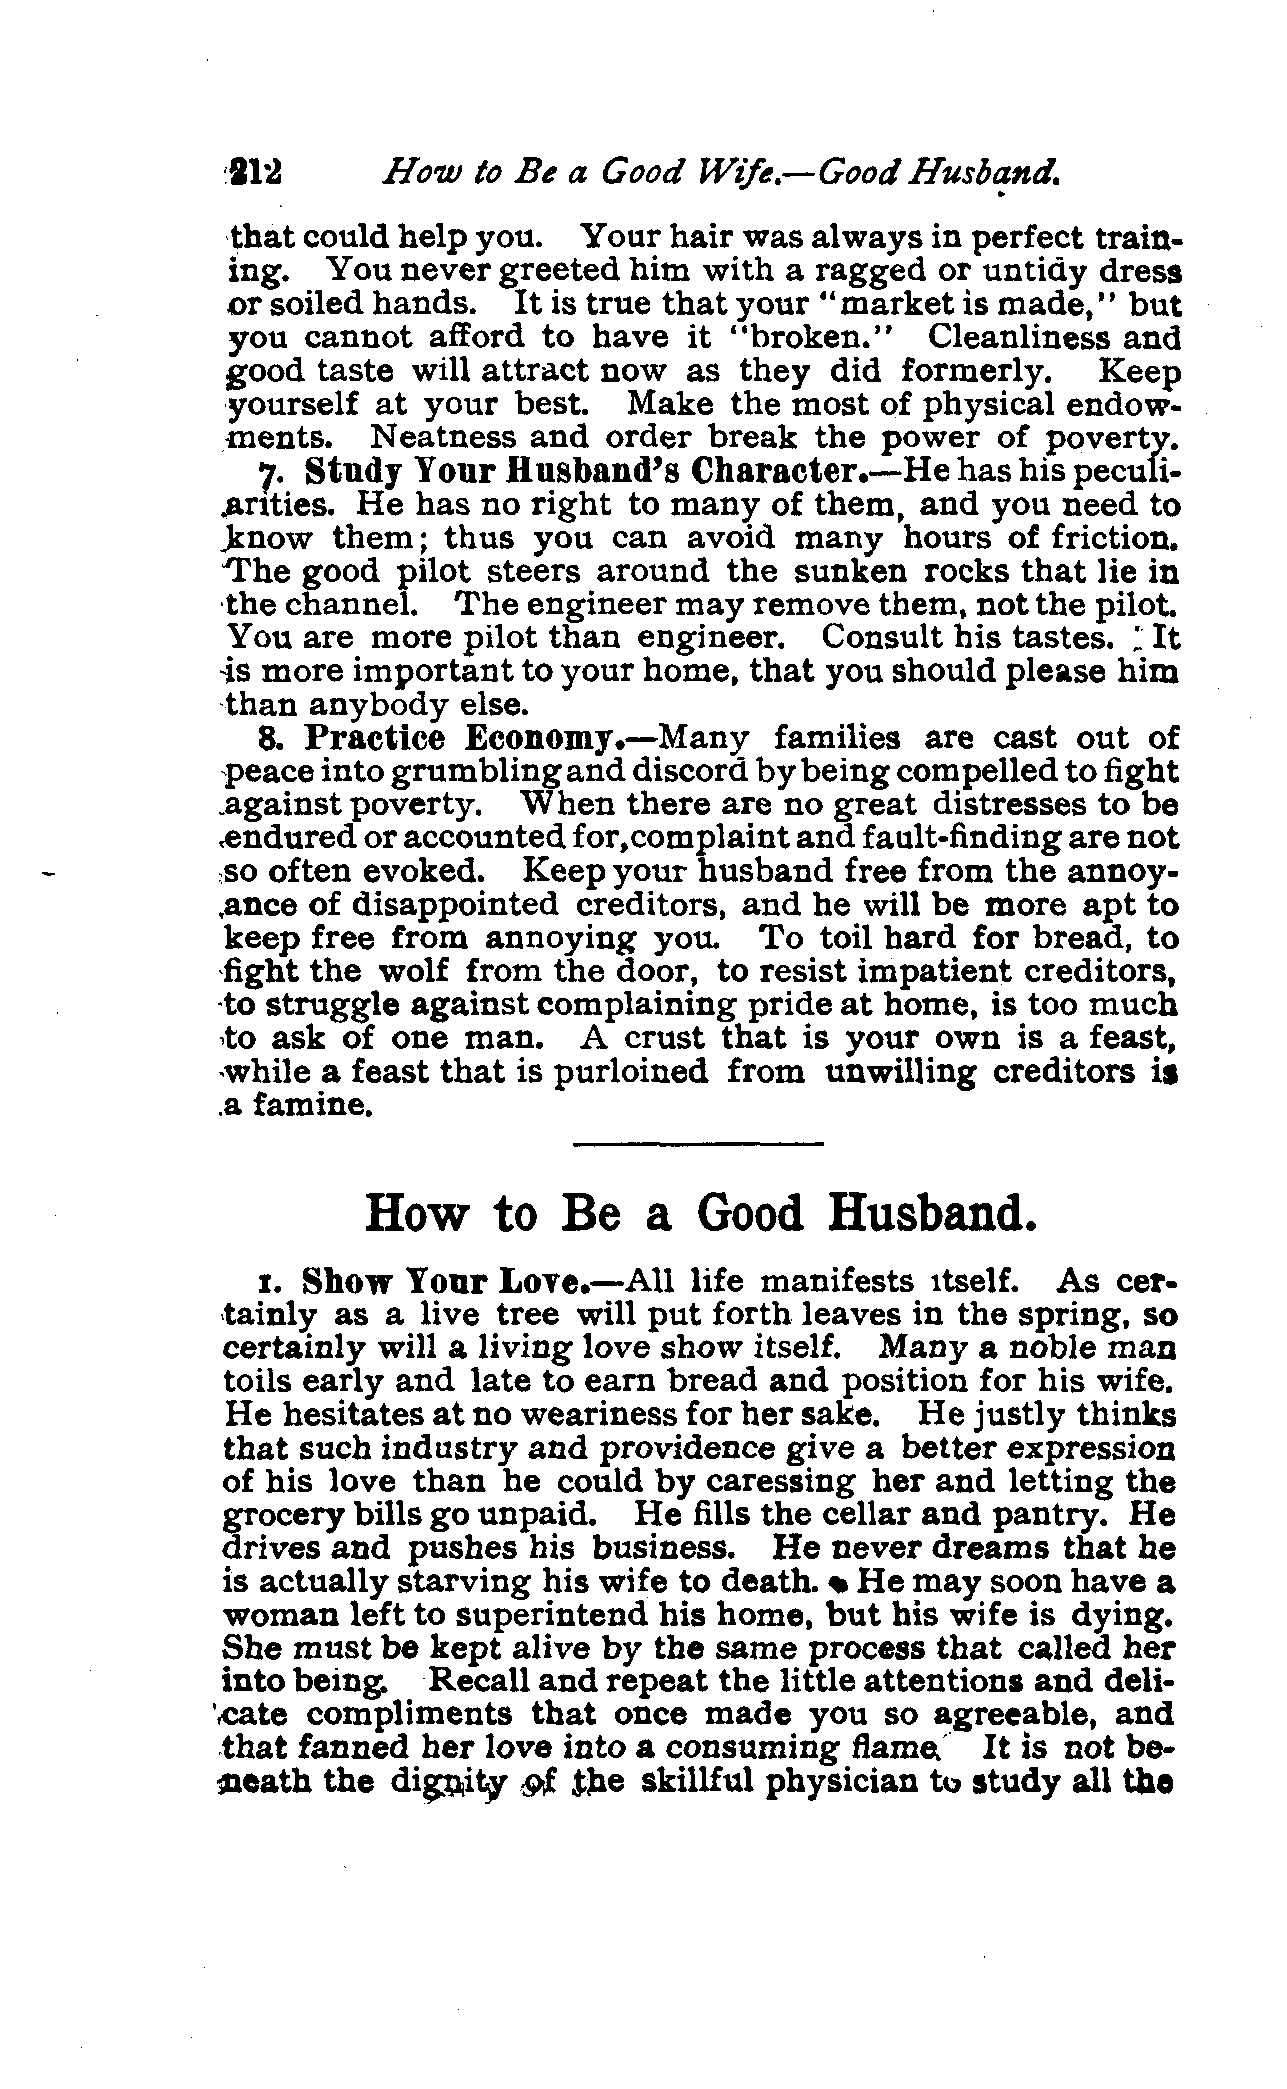 212 How to Be a Good Wife.—Good Husband.
that could help you. Your hair was always in perfect train-
ing. You never greeted him with a ragged or untidy dress
or soiled hands. It is true that your "market is made," but
you cannot afford to have it "broken." Cleanliness and
good taste will attract now as they did formerly. Keep
yourself at your best. Make the most of physical endow-
ments. Neatness and order break the power of poverty.
7. Study Your Husband's Character.—He has his peculi-
arities. He has no right to many of them, and you need to
know them; thus you can avoid many hours of friction.
The good pilot steers around the sunken rocks that lie in
the channel. The engineer may remove them, not the pilot.
You are more pilot than engineer. Consult his tastes. It
is more important to your home, that you should please him
than anybody else.
8. Practice Economy.—Many families are cast out of
peace into grumbling and discord by being compelled to fight
against poverty. When there are no great distresses to be
endured or accounted for, complaint and fault-finding are not
so often evoked. Keep your husband free from the annoy-
ance of disappointed creditors, and he will be more apt to
keep free from annoying you. To toil hard for bread, to
fight the wolf from the door, to resist impatient creditors,
to struggle against complaining pride at home, is too much
to ask of one man. A crust that is your own is a feast,
while a feast that is purloined from unwilling creditors is
a famine.
How to Be a Good Husband.
1. Show Your Love.—All life manifests itself. As cer-
tainly as a live tree will put forth leaves in the spring, so
certainly will a living love show itself. Many a noble man
toils early and late to earn bread and position for his wife.
He hesitates at no weariness for her sake. He justly thinks
that such industry and providence give a better expression
of his love than he could by caressing her and letting the
grocery bills go unpaid. He fills the cellar and pantry. He
drives and pushes his business. He never dreams that he
is actually starving his wife to death. He may soon have a
woman left to superintend his home, but his wife is dying.
She must be kept alive by the same process that called her
into being. Recall and repeat the little attentions and deli-
cate compliments that once made you so agreeable, and
that fanned her love into a consuming flame. It is not be-
neath the dignity of the skillful physician to study all the